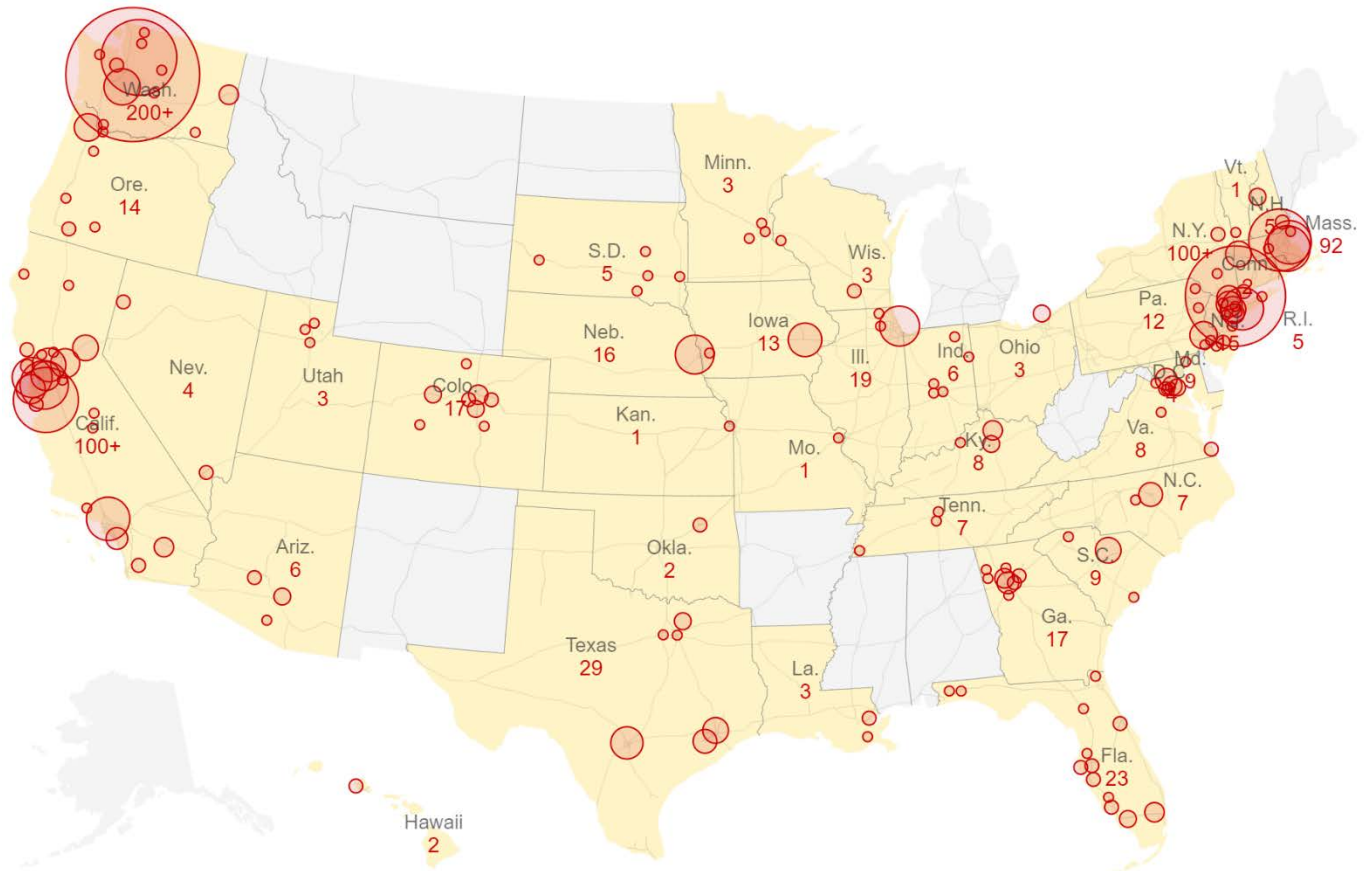 Wash.
200+
Ore.
14
Calif.
100+
Nev.
4
Utah
3
Ariz.
6
Colo.
17
S.D.
5
Neb.
16
Kan.
1
Okla.
2
Texas
29
Minn.
3
Iowa
13
Mo.
1
La.
3
Wis.
3
Ill.
19
Ind.
6
Ohio
3
Ky.
8
Tenn.
7
Ga.
17
Fla.
23
S.C.
9
N.C.
7
Va.
8
Md.
9
D.C.
Pa.
12
N.Y.
100+
Vt.
1
N.H.
5
Mass.
92
Conn.
2
R.I.
5
Hawaii
2